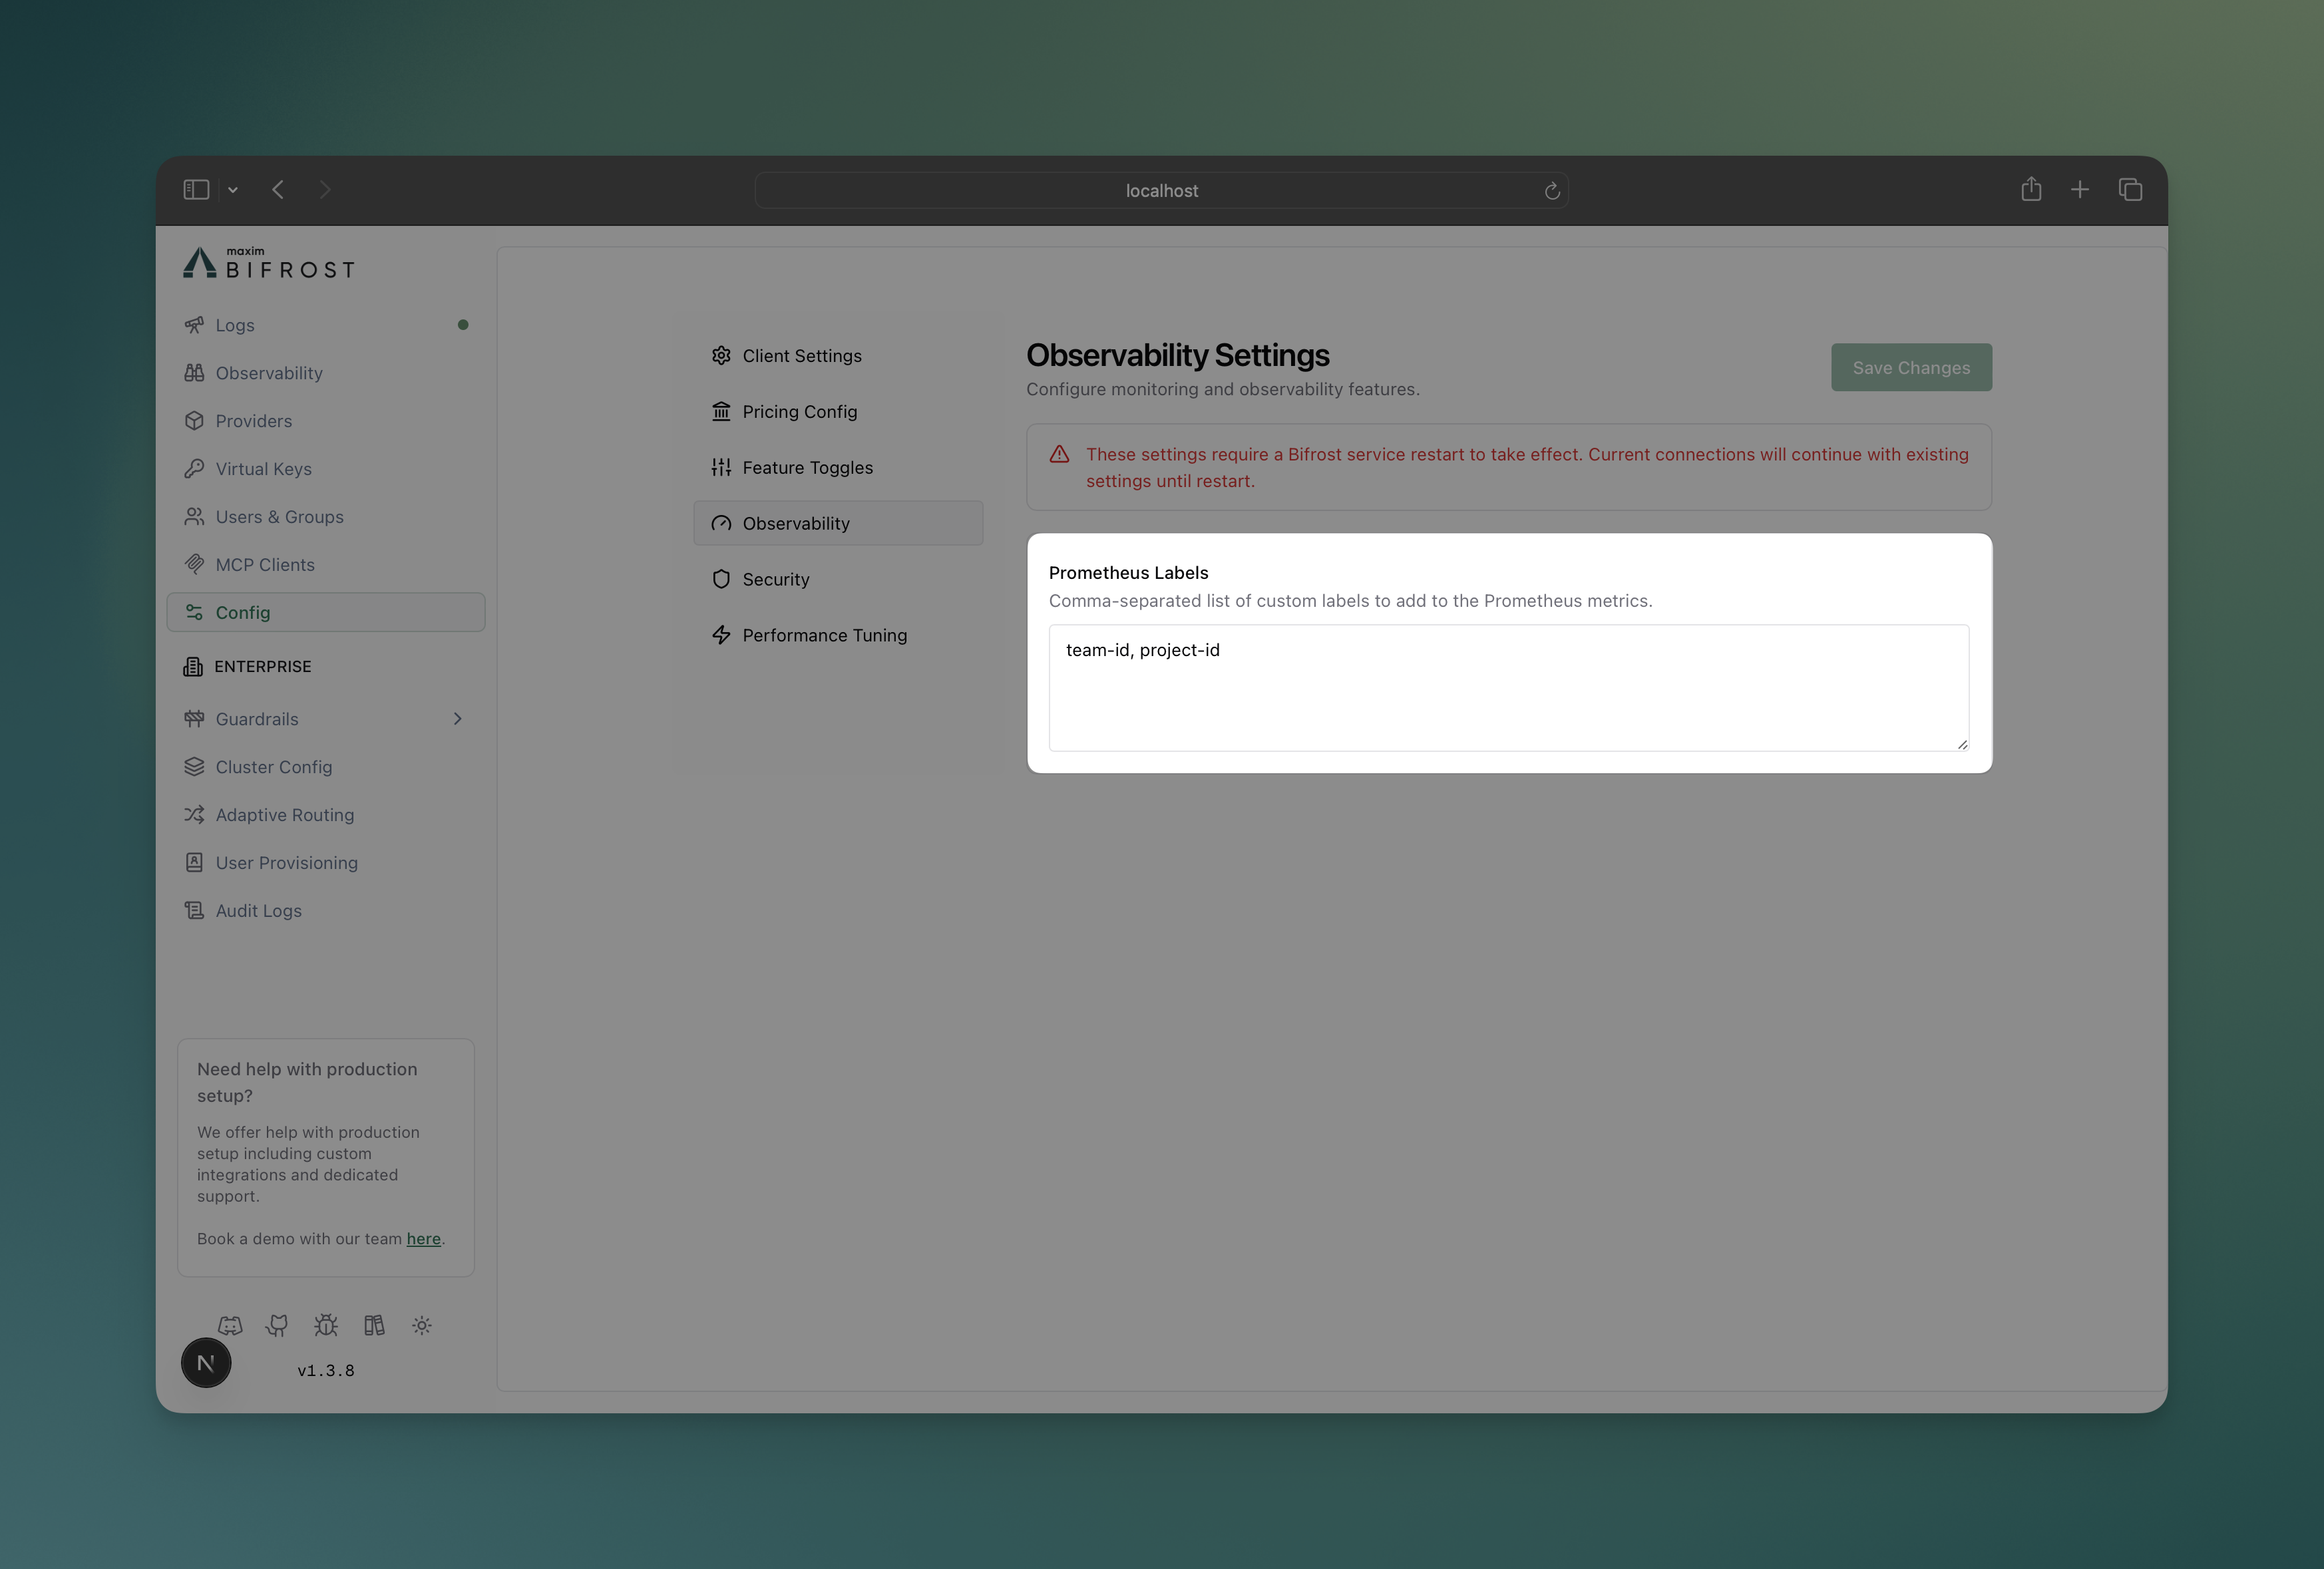 localhost
maxim
BIFROST
Logs
Observability
Providers
Virtual Keys
Users & Groups
MCP Clients
Config
ENTERPRISE
Guardrails
Cluster Config
Adaptive Routing
User Provisioning
Audit Logs
Need help with production
setup?
We offer help with production
setup including custom
integrations and dedicated
support.
Book a demo with our team here.
N
v1.3.8
Client Settings
Pricing Config
Feature Toggles
Observability
Security
Performance Tuning
Observability Settings
Configure monitoring and observability features.
Save Changes
These settings require a Bifrost service restart to take effect. Current connections will continue with existing
settings until restart.
Prometheus Labels
Comma-separated list of custom labels to add to the Prometheus metrics.
team-id, project-id